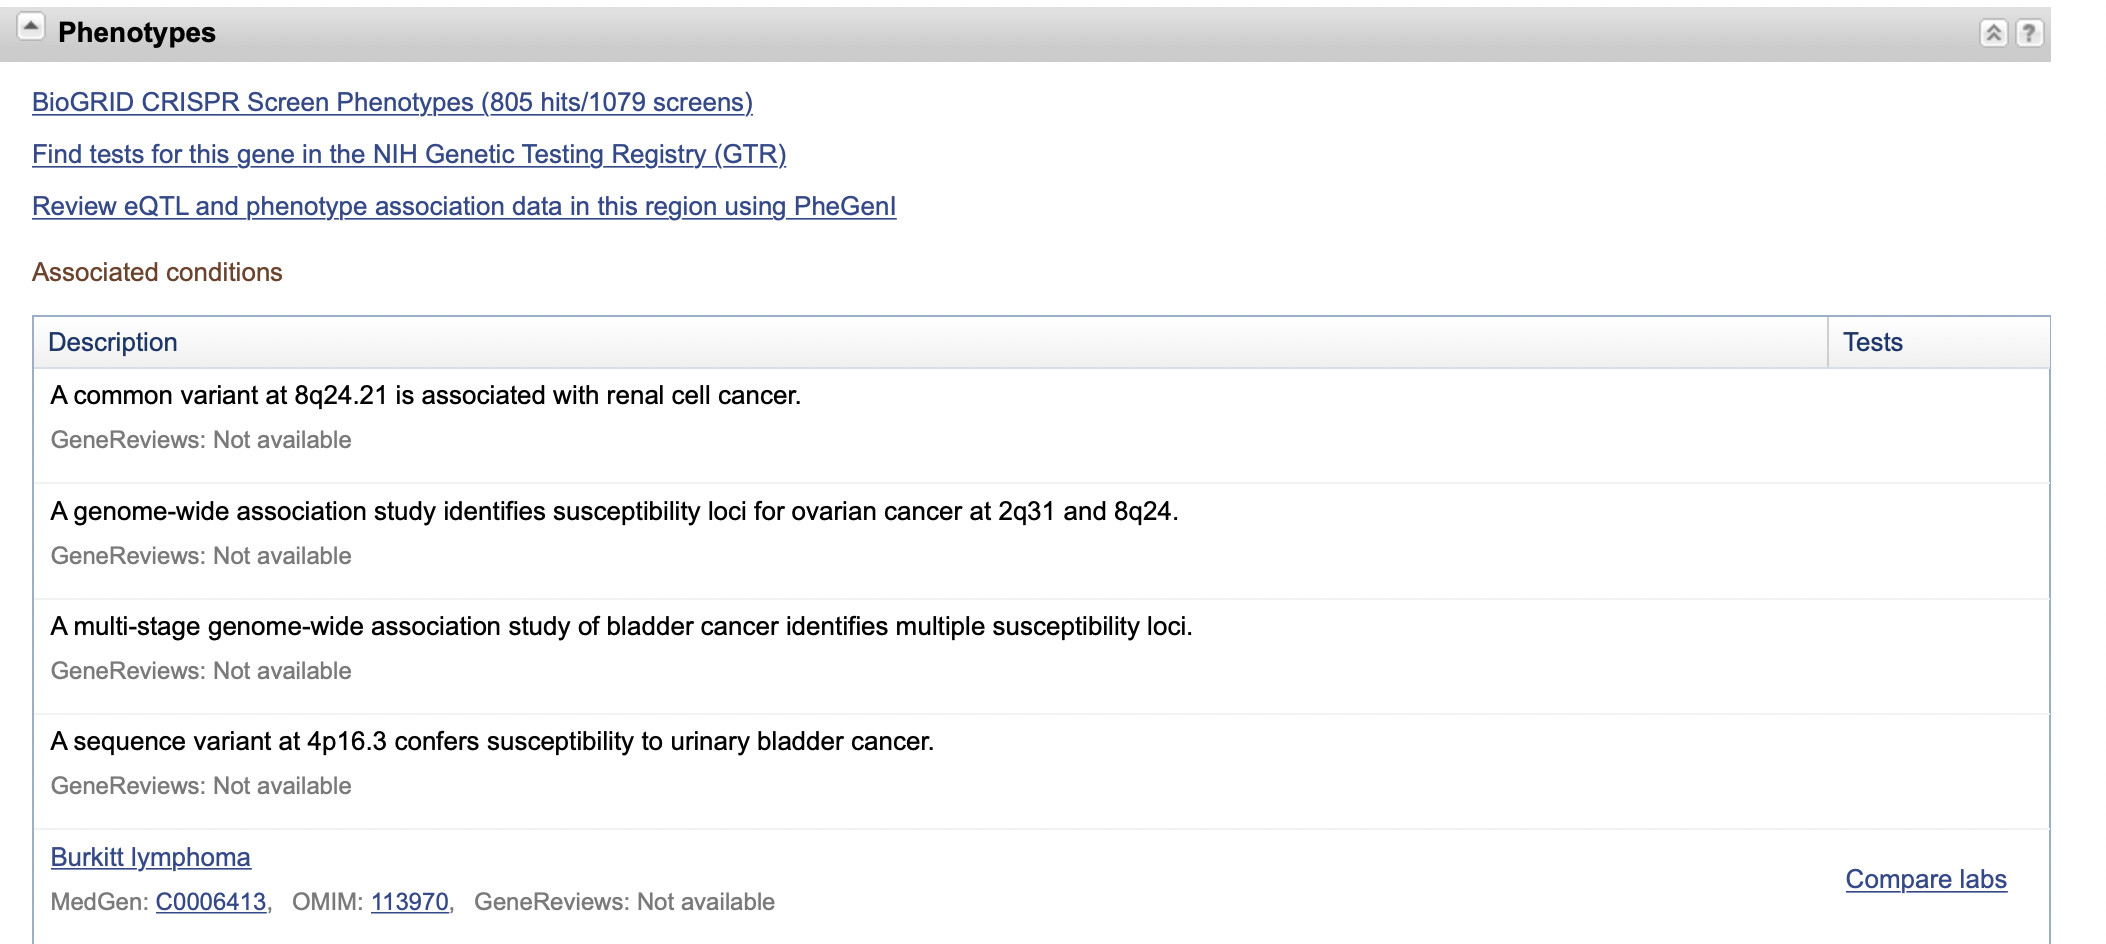 Phenotypes
?
BioGRID CRISPR Screen Phenotypes (805 hits/1079 screens)
Find tests for this gene in the NIH Genetic Testing Registry (GTR)
Review eQTL and phenotype association data in this region using PheGenI
Associated conditions
Description Tests
A common variant at 8q24.21 is associated with renal cell cancer.
GeneReviews: Not available
A genome-wide association study identifies susceptibility loci for ovarian cancer at 2q31 and 8q24.
GeneReviews: Not available
A multi-stage genome-wide association study of bladder cancer identifies multiple susceptibility loci.
GeneReviews: Not available
A sequence variant at 4p16.3 confers susceptibility to urinary bladder cancer.
GeneReviews: Not available
Burkitt lymphoma
MedGen: C0006413, OMIM: 113970, GeneReviews: Not available
Compare labs